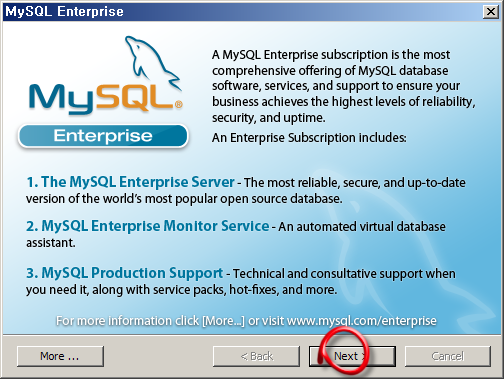 MySQL Enterprise
A MySQL Enterprise subscription is the most
comprehensive offering of MySQL database
software, services, and support to ensure your
business achieves the highest levels of reliability,
security, and uptime.
An Enterprise Subscription includes:
MySQL®
Enterprise
1. The MySQL Enterprise Server - The most reliable, secure, and up-to-date
version of the world's most popular open source database.
2. MySQL Enterprise Monitor Service - An automated virtual database
assistant.
3. MySQL Production Support - Technical and consultative support when
you need it, along with service packs, hot-fixes, and more.
For more information click [More...] or visit www.mysql.com/enterprise
More ...
< Back
Next >
Cancel